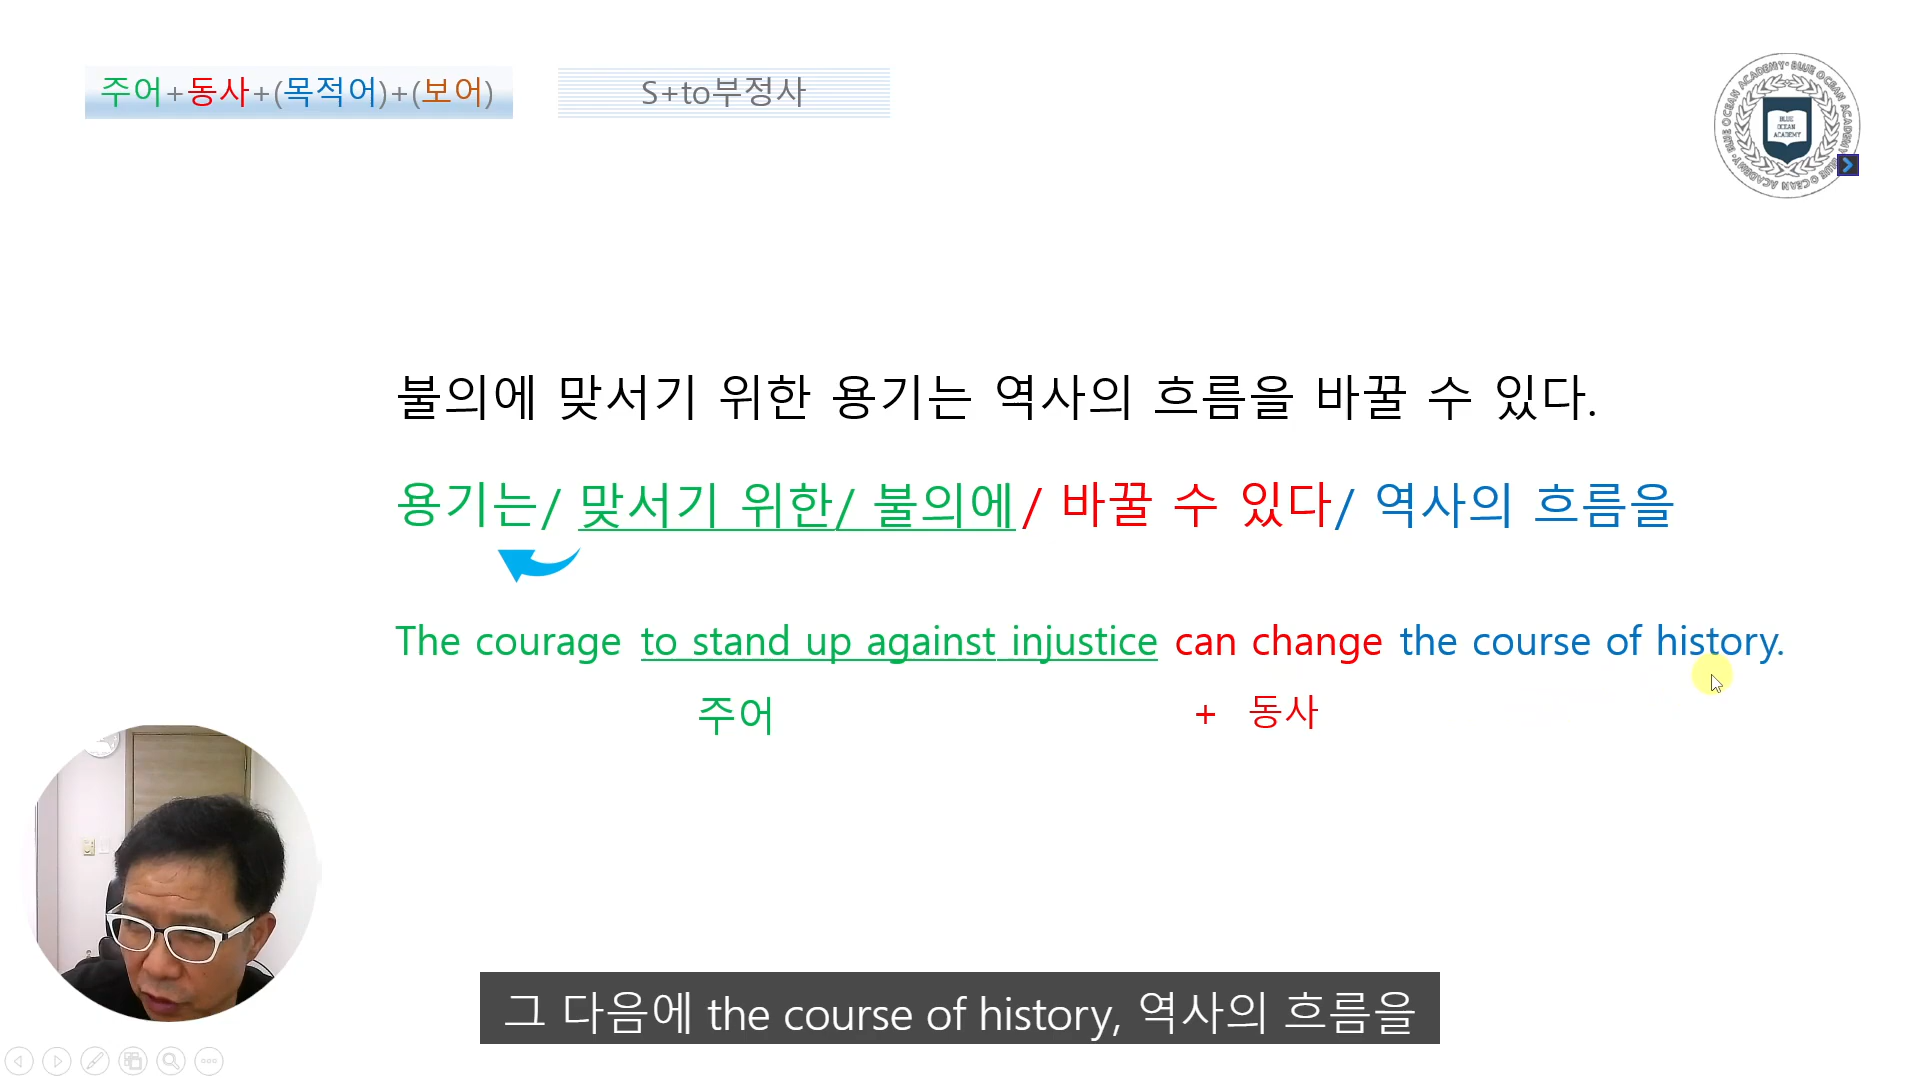 주어+동사+(목적어)+(보어)
S+to부정사
BLUE OCEAN ACADEMY
불의에 맞서기 위한 용기는 역사의 흐름을 바꿀 수 있다.
용기는/ 맞서기 위한/ 불의에/ 바꿀 수 있다/ 역사의 흐름을
The courage to stand up against injustice can change the course of history.
주어 + 동사
그 다음에 the course of history, 역사의 흐름을